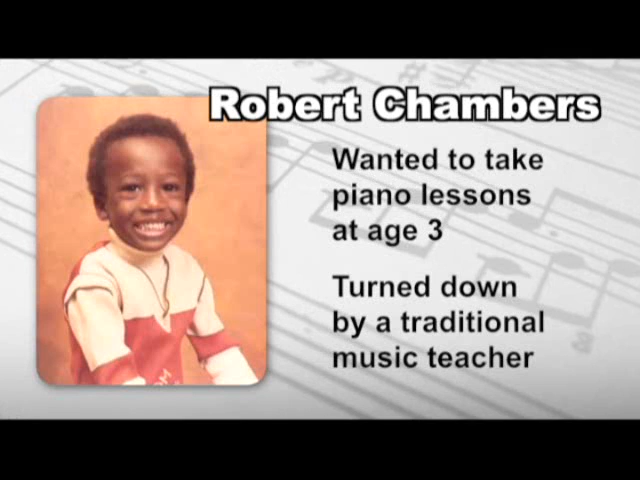 Robert Chambers
Wanted to take
piano lessons
at age 3
Turned down
by a traditional
music teacher